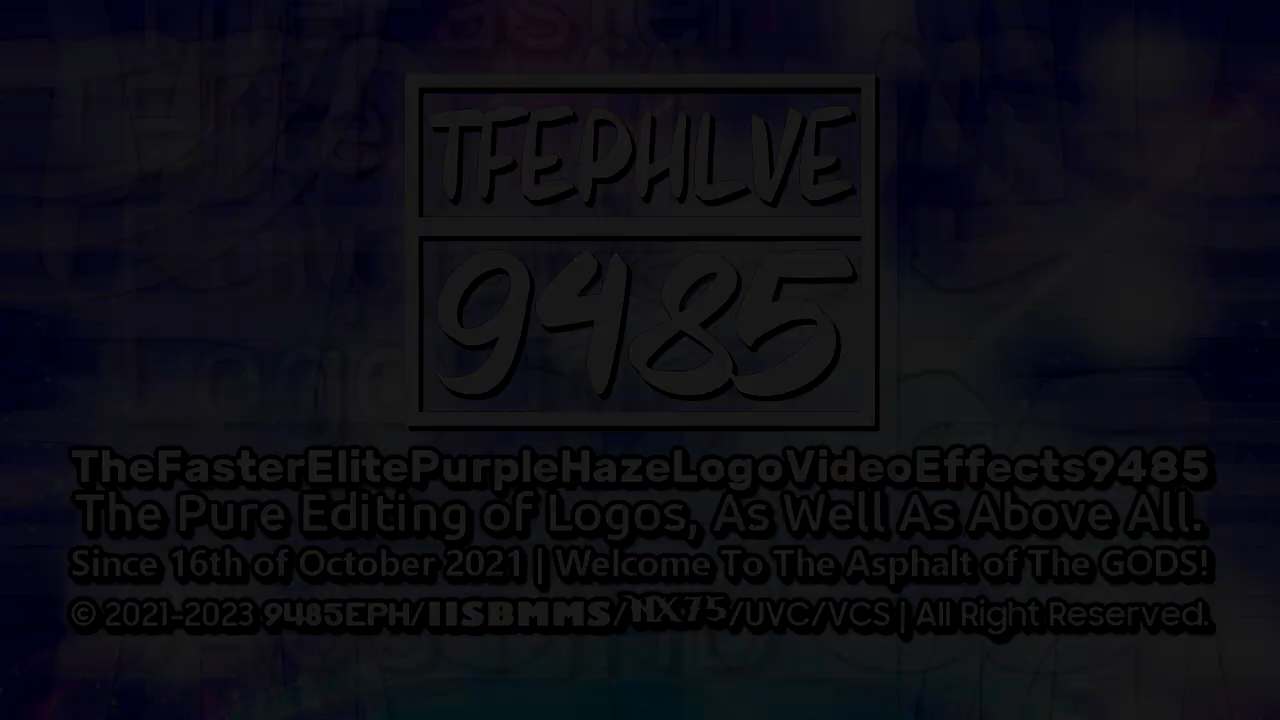 TFEPHLVE
9485
TheFasterElitePurpleHazeLogoVideoEffects9485
The Pure Editing of Logos, As Well As Above All.
Since 16th of October 2021 | Welcome To The Asphalt of The GODS!
© 2021-2023 9485EPH/IISBMMS/NX75/UVC/VCS | All Right Reserved.